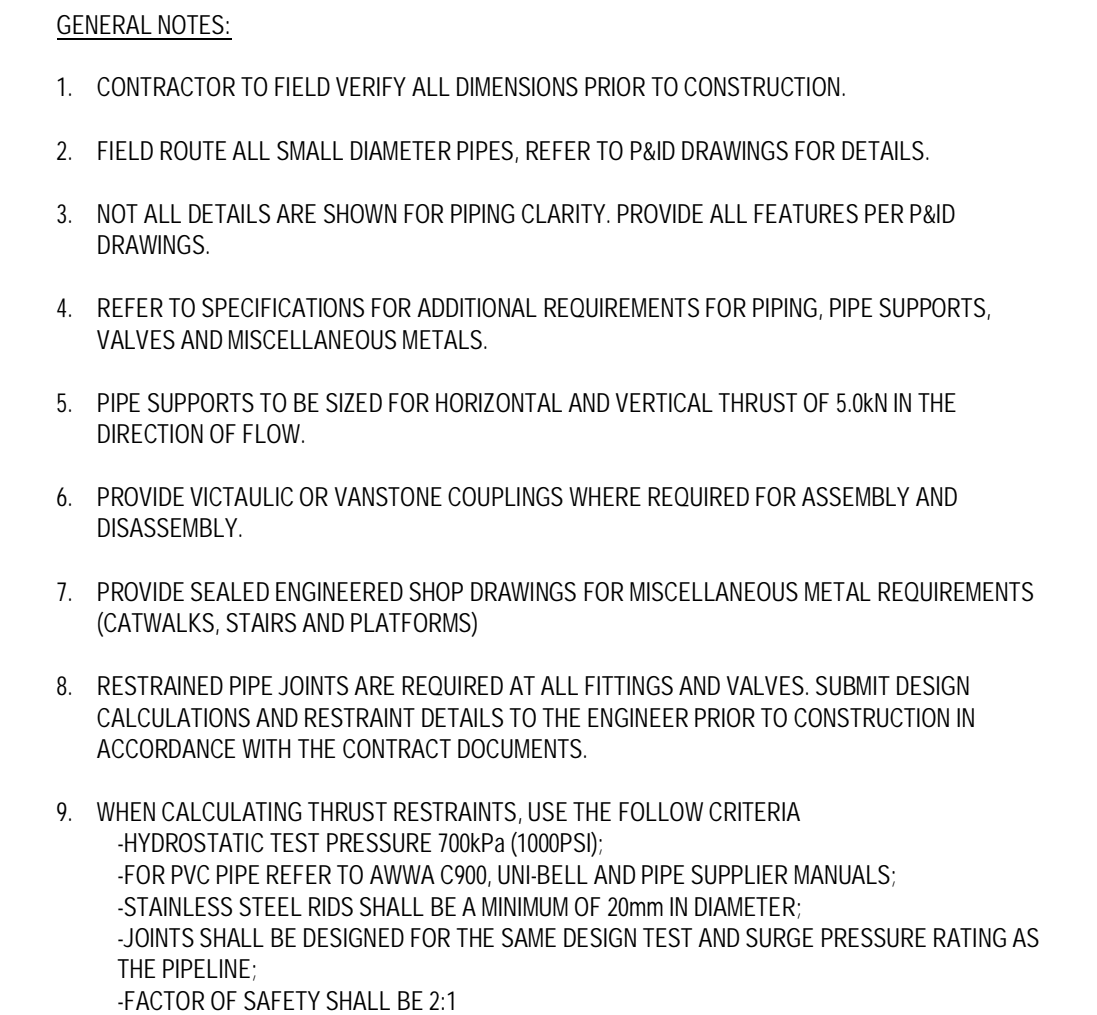 GENERAL NOTES:
1. CONTRACTOR TO FIELD VERIFY ALL DIMENSIONS PRIOR TO CONSTRUCTION.
2. FIELD ROUTE ALL SMALL DIAMETER PIPES, REFER TO P&ID DRAWINGS FOR DETAILS.
3. NOT ALL DETAILS ARE SHOWN FOR PIPING CLARITY. PROVIDE ALL FEATURES PER P&ID
DRAWINGS.
4. REFER TO SPECIFICATIONS FOR ADDITIONAL REQUIREMENTS FOR PIPING, PIPE SUPPORTS,
VALVES AND MISCELLANEOUS METALS.
5. PIPE SUPPORTS TO BE SIZED FOR HORIZONTAL AND VERTICAL THRUST OF 5.0kN IN THE
DIRECTION OF FLOW.
6. PROVIDE VICTAULIC OR VANSTONE COUPLINGS WHERE REQUIRED FOR ASSEMBLY AND
DISASSEMBLY.
7. PROVIDE SEALED ENGINEERED SHOP DRAWINGS FOR MISCELLANEOUS METAL REQUIREMENTS
(CATWALKS, STAIRS AND PLATFORMS)
8. RESTRAINED PIPE JOINTS ARE REQUIRED AT ALL FITTINGS AND VALVES. SUBMIT DESIGN
CALCULATIONS AND RESTRAINT DETAILS TO THE ENGINEER PRIOR TO CONSTRUCTION IN
ACCORDANCE WITH THE CONTRACT DOCUMENTS.
9. WHEN CALCULATING THRUST RESTRAINTS, USE THE FOLLOW CRITERIA
-HYDROSTATIC TEST PRESSURE 700kPa (1000PSI);
-FOR PVC PIPE REFER TO AWWA C900, UNI-BELL AND PIPE SUPPLIER MANUALS;
-STAINLESS STEEL RIDS SHALL BE A MINIMUM OF 20mm IN DIAMETER;
-JOINTS SHALL BE DESIGNED FOR THE SAME DESIGN TEST AND SURGE PRESSURE RATING AS
THE PIPELINE;
-FACTOR OF SAFETY SHALL BE 2:1